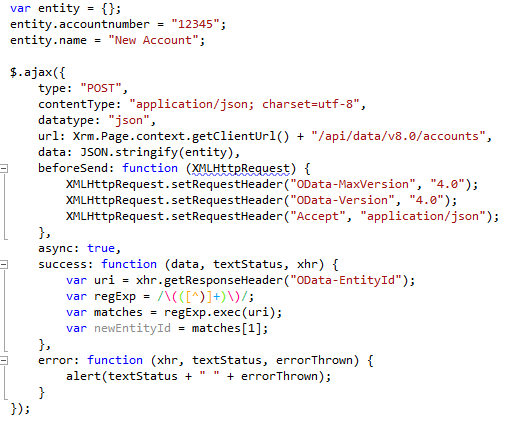 var entity = {};
entity.accountnumber = "12345";
entity.name = "New Account";

$.ajax({
    type: "POST",
    contentType: "application/json; charset=utf-8",
    datatype: "json",
    url: Xrm.Page.context.getClientUrl() + "/api/data/v8.0/accounts",
    data: JSON.stringify(entity),
    beforeSend: function (XMLHttpRequest) {
        XMLHttpRequest.setRequestHeader("OData-MaxVersion", "4.0");
        XMLHttpRequest.setRequestHeader("OData-Version", "4.0");
        XMLHttpRequest.setRequestHeader("Accept", "application/json");
    },
    async: true,
    success: function (data, textStatus, xhr) {
        var uri = xhr.getResponseHeader("OData-EntityId");
        var regExp = /\(([^)]+)\)/;
        var matches = regExp.exec(uri);
        var newEntityId = matches[1];
    },
    error: function (xhr, textStatus, errorThrown) {
        alert(textStatus + " " + errorThrown);
    }
});